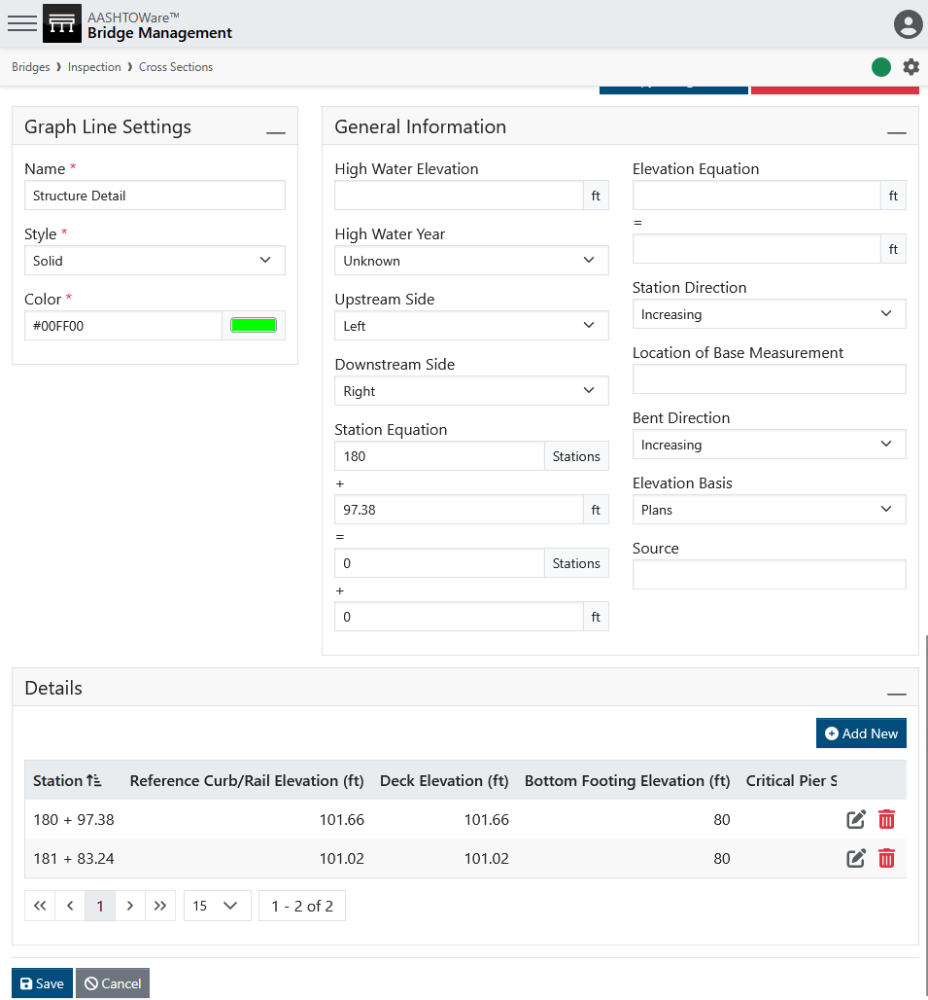 AASHTOWare™
Bridge Management
Bridges › Inspection › Cross Sections
Graph Line Settings
Name *
Structure Detail
Style *
Solid
Color *
#00FF00
General Information
High Water Elevation
ft
High Water Year
Unknown
Upstream Side
Left
Downstream Side
Right
Station Equation
180 Stations
+
97.38 ft
=
0 Stations
+
0 ft
Elevation Equation
ft
=
ft
Station Direction
Increasing
Location of Base Measurement
Bent Direction
Increasing
Elevation Basis
Plans
Source
Details
Add New
Station Reference Curb/Rail Elevation (ft) Deck Elevation (ft) Bottom Footing Elevation (ft) Critical Pier S
180 + 97.38 101.66 101.66 80
181 + 83.24 101.02 101.02 80
« ‹ 1 › » 15 1 - 2 of 2
Save Cancel